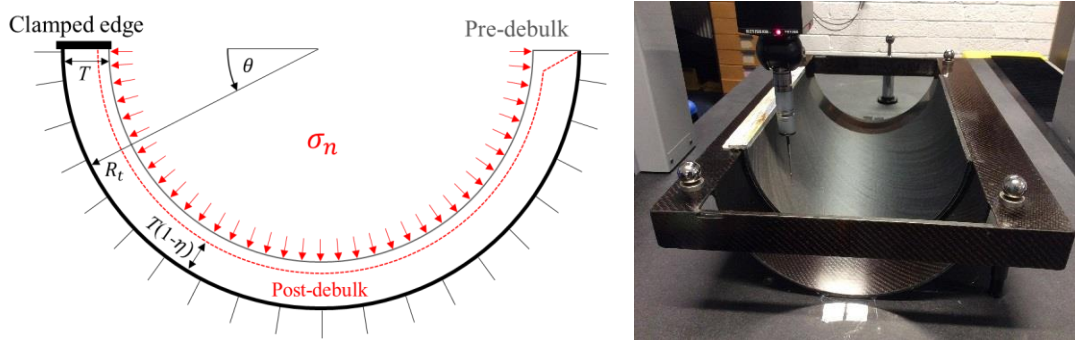 Clamped edge
Pre-debulk
T
θ
σn
Rt
T(1-η)
Post-debulk